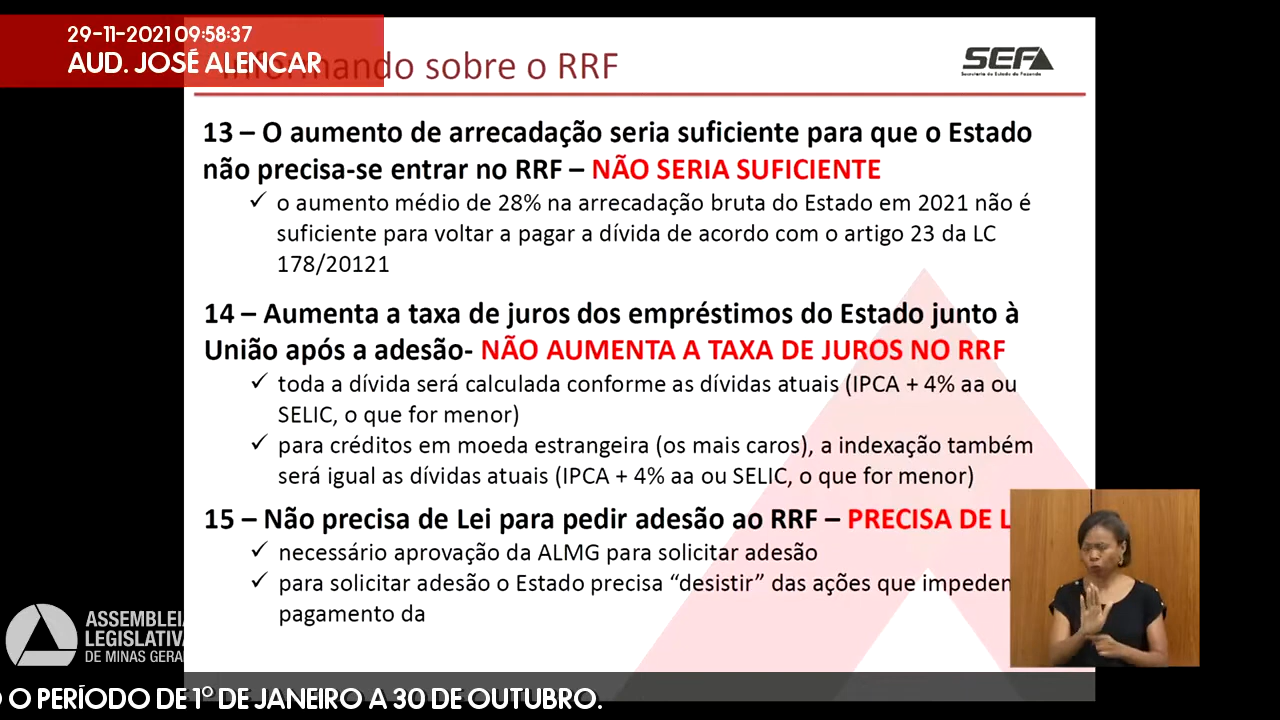 29-11-2021 09:58:37
AUD. JOSÉ ALENCAR
Informando sobre o RRF
SEFA
Secretaria de Estado de Fazenda
13 – O aumento de arrecadação seria suficiente para que o Estado
não precisa-se entrar no RRF – NÃO SERIA SUFICIENTE
✓ o aumento médio de 28% na arrecadação bruta do Estado em 2021 não é
suficiente para voltar a pagar a dívida de acordo com o artigo 23 da LC
178/20121
14 – Aumenta a taxa de juros dos empréstimos do Estado junto à
União após a adesão- NÃO AUMENTA A TAXA DE JUROS NO RRF
✓ toda a dívida será calculada conforme as dívidas atuais (IPCA + 4% aa ou
SELIC, o que for menor)
✓ para créditos em moeda estrangeira (os mais caros), a indexação também
será igual as dívidas atuais (IPCA + 4% aa ou SELIC, o que for menor)
15 – Não precisa de Lei para pedir adesão ao RRF – PRECISA DE L
✓ necessário aprovação da ALMG para solicitar adesão
✓ para solicitar adesão o Estado precisa “desistir” das ações que impedem
pagamento da
ASSEMBLEIA
LEGISLATIVA
DE MINAS GERAIS
O PERÍODO DE 1º DE JANEIRO A 30 DE OUTUBRO.